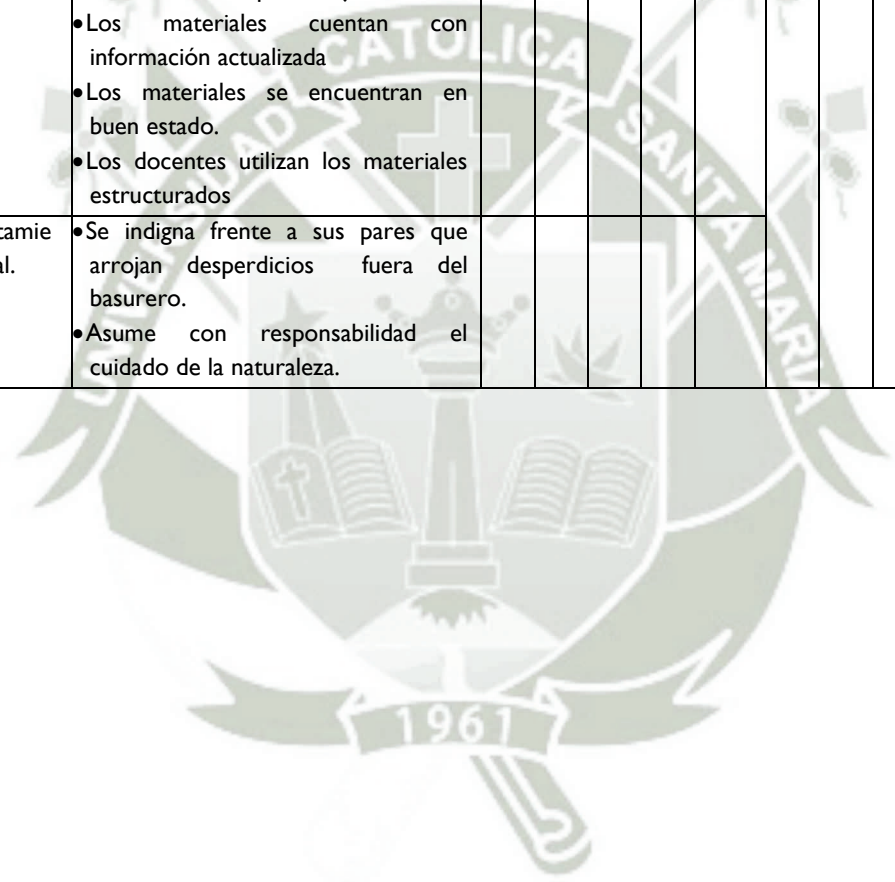 •Los materiales cuentan con
información actualizada
•Los materiales se encuentran en
buen estado.
•Los docentes utilizan los materiales
estructurados
tamie
al.
•Se indigna frente a sus pares que
arrojan desperdicios fuera del
basurero.
•Asume con responsabilidad el
cuidado de la naturaleza.
UNIVERSIDAD CATOLICA SANTA MARIA
1961